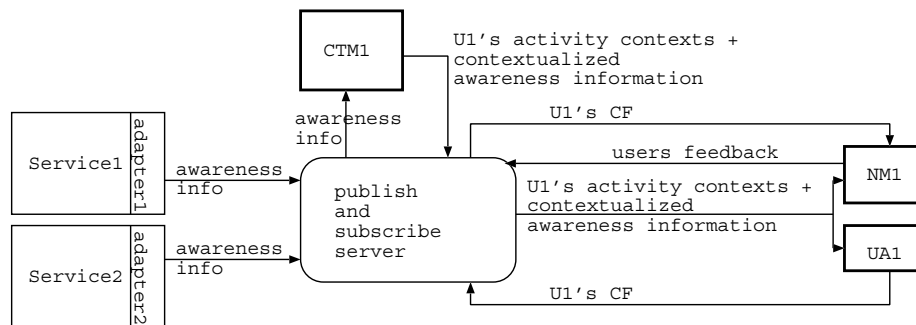 CTM1
U1's activity contexts +
contextualized
awareness information
awareness
info
U1's CF
Service1
adapter1
awareness
info
users feedback
NM1
publish
and
subscribe
server
U1's activity contexts +
contextualized
awareness information
Service2
adapter2
awareness
info
UA1
U1's CF